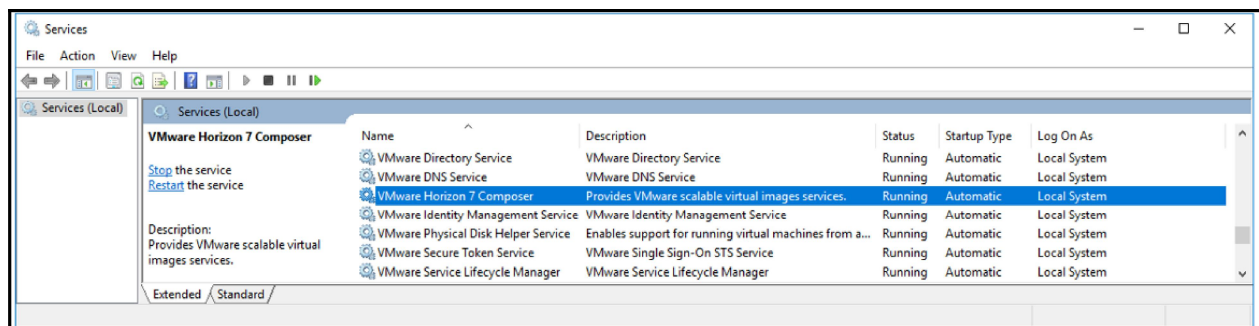 Services
File Action View Help
Services (Local)
Services (Local)
VMware Horizon 7 Composer
Stop the service
Restart the service
Description:
Provides VMware scalable virtual
images services.
Name Description Status Startup Type Log On As
VMware Directory Service VMware Directory Service Running Automatic Local System
VMware DNS Service VMware DNS Service Running Automatic Local System
VMware Horizon 7 Composer Provides VMware scalable virtual images services. Running Automatic Local System
VMware Identity Management Service VMware Identity Management Service Running Automatic Local System
VMware Physical Disk Helper Service Enables support for running virtual machines from a... Running Automatic Local System
VMware Secure Token Service VMware Single Sign-On STS Service Running Automatic Local System
VMware Service Lifecycle Manager VMware Service Lifecycle Manager Running Automatic Local System
Extended Standard